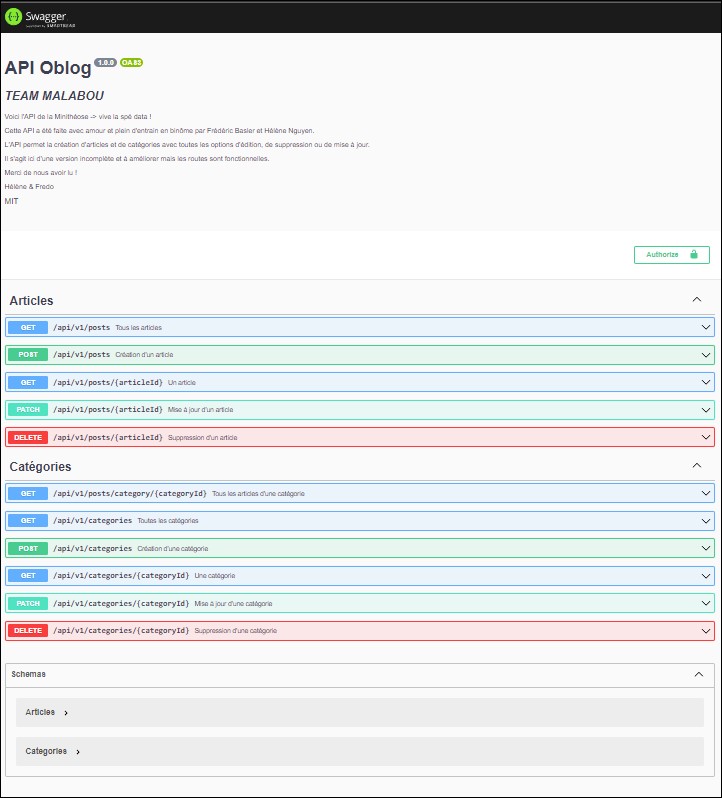 Swagger
Supported by SMARTBEAR
API Oblog 1.0.0 OAS3
TEAM MALABOU
Voici l'API de la Minithéose -> vive la spé data !
Cette API a été faite avec amour et plein d'entrain en binôme par Frédéric Basler et Hélène Nguyen.
L'API permet la création d'articles et de catégories avec toutes les options d'édition, de suppression ou de mise à jour.
Il s'agit ici d'une version incomplète et à améliorer mais les routes sont fonctionnelles.
Merci de nous avoir lu !
Hélène & Fredo
MIT
Authorize
Articles
GET /api/v1/posts Tous les articles
POST /api/v1/posts Création d'un article
GET /api/v1/posts/{articleId} Un article
PATCH /api/v1/posts/{articleId} Mise à jour d'un article
DELETE /api/v1/posts/{articleId} Suppression d'un article
Catégories
GET /api/v1/posts/category/{categoryId} Tous les articles d'une catégorie
GET /api/v1/categories Toutes les catégories
POST /api/v1/categories Création d'une catégorie
GET /api/v1/categories/{categoryId} Une catégorie
PATCH /api/v1/categories/{categoryId} Mise à jour d'une catégorie
DELETE /api/v1/categories/{categoryId} Suppression d'une catégorie
Schemas
Articles
Categories